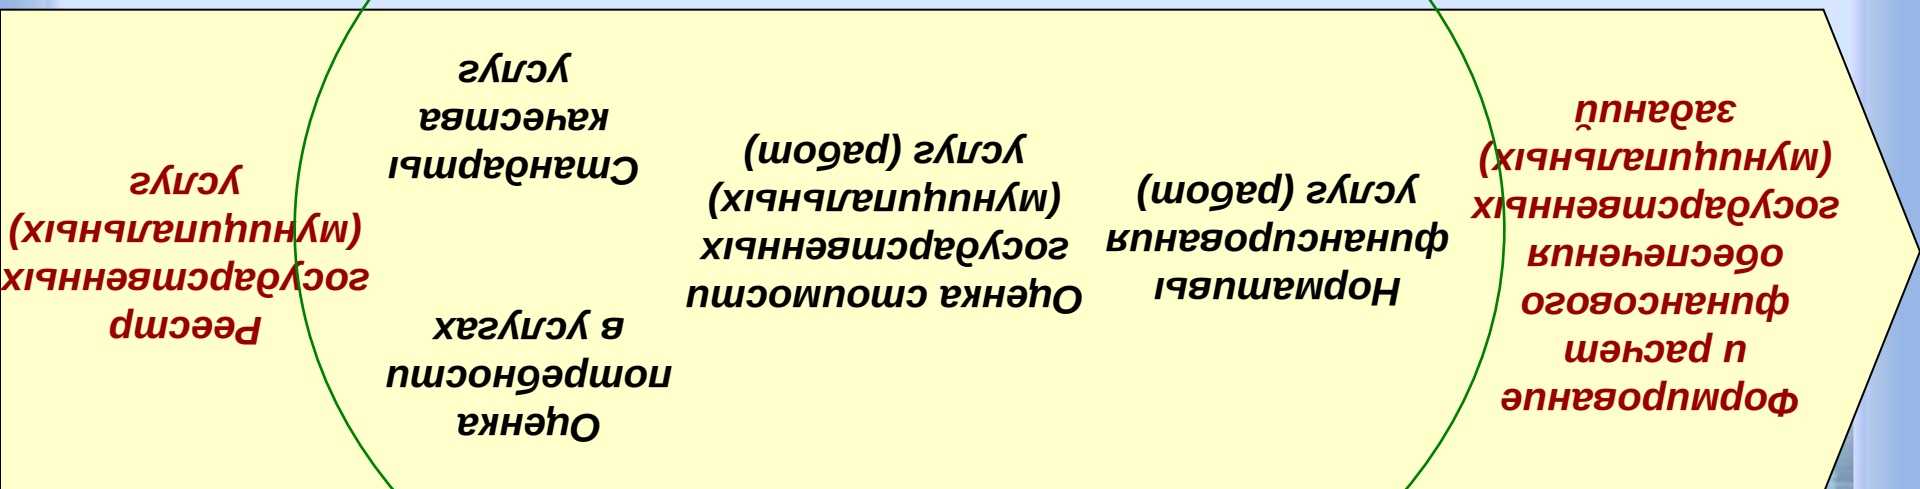 Реестр
государственных
(муниципальных)
услуг
Оценка
потребности
в услугах
Стандарты
качества
услуг
Оценка стоимости
государственных
(муниципальных)
услуг (работ)
Нормативы
финансирования
услуг (работ)
Формирование
и расчет
финансового
обеспечения
государственных
(муниципальных)
заданий